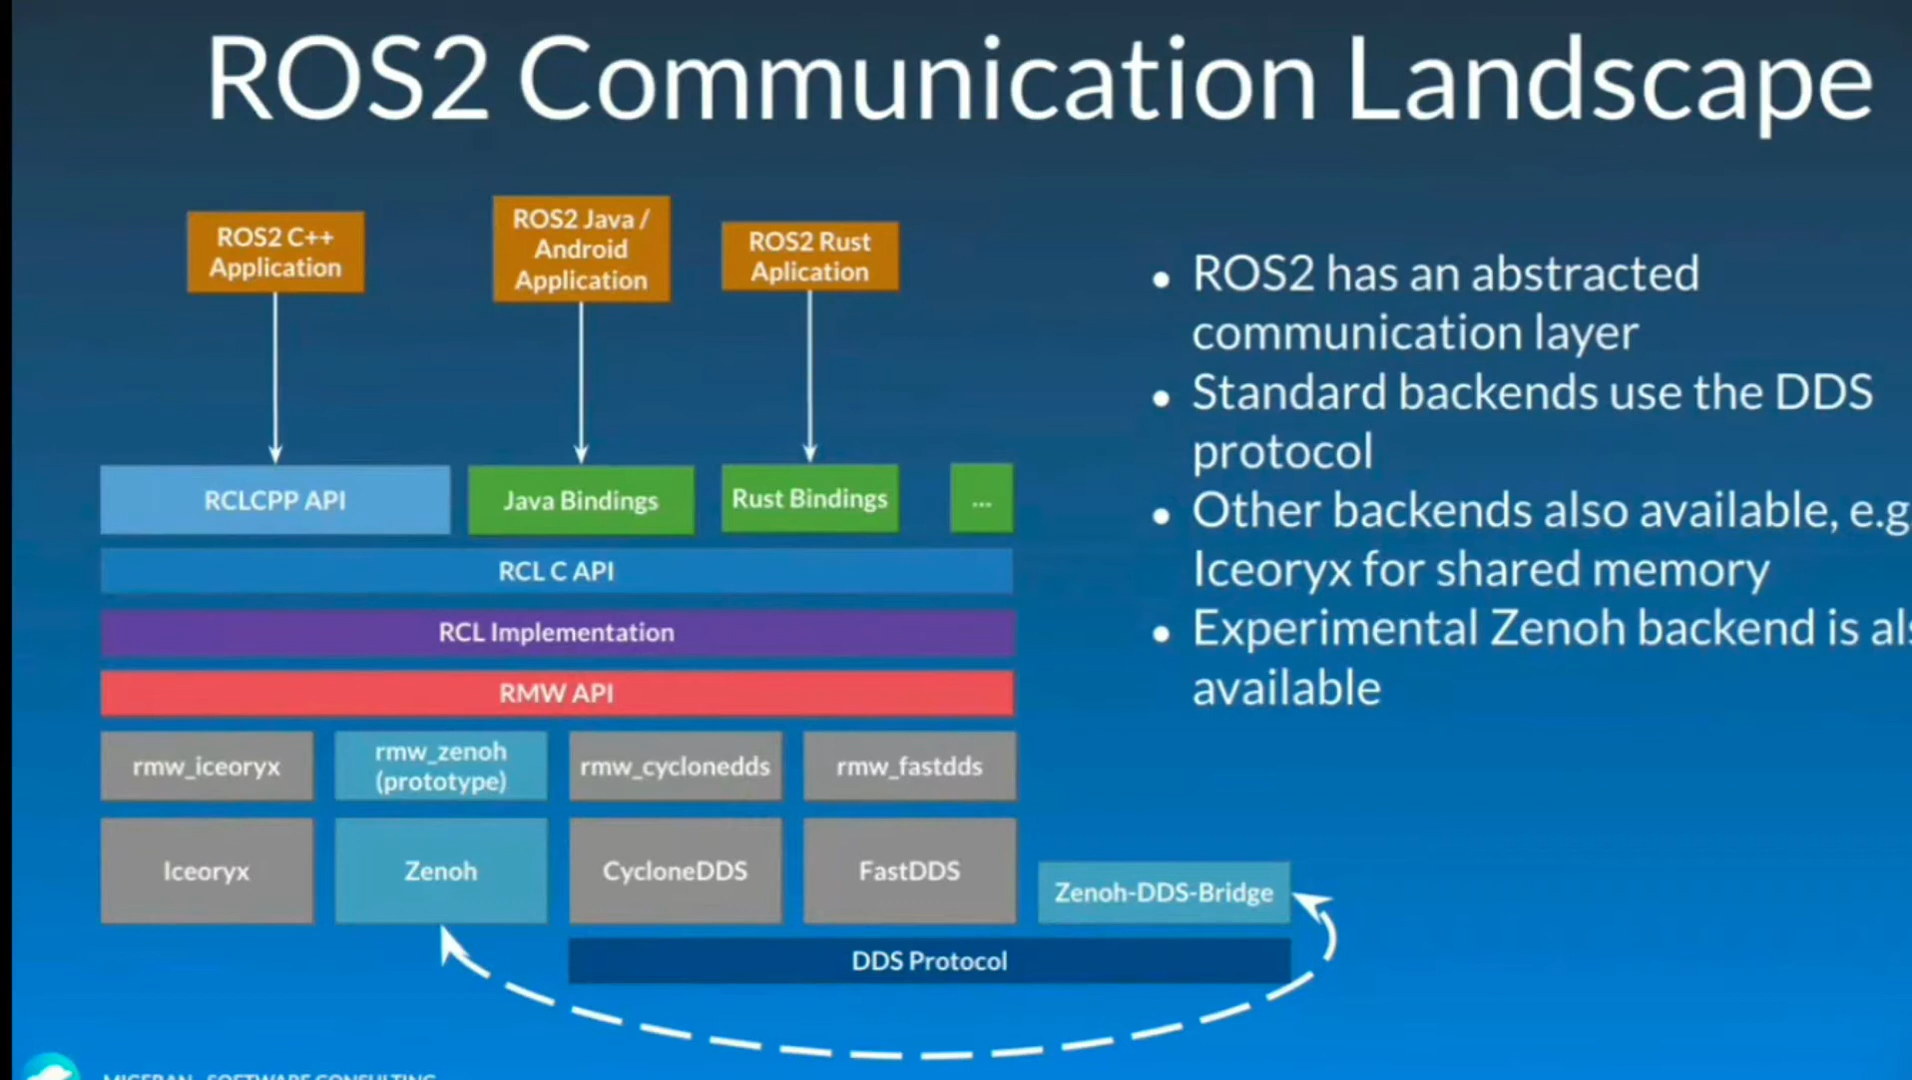 ROS2 Communication Landscape
ROS2 C++
Application
ROS2 Java /
Android
Application
ROS2 Rust
Aplication
RCLCPP API
Java Bindings
Rust Bindings
...
RCL C API
RCL Implementation
RMW API
rmw_iceoryx
rmw_zenoh
(prototype)
rmw_cyclonedds
rmw_fastdds
Iceoryx
Zenoh
CycloneDDS
FastDDS
Zenoh-DDS-Bridge
DDS Protocol
• ROS2 has an abstracted
communication layer
• Standard backends use the DDS
protocol
• Other backends also available, e.g.
Iceoryx for shared memory
• Experimental Zenoh backend is als
available
SOFTWARE CONSULTING